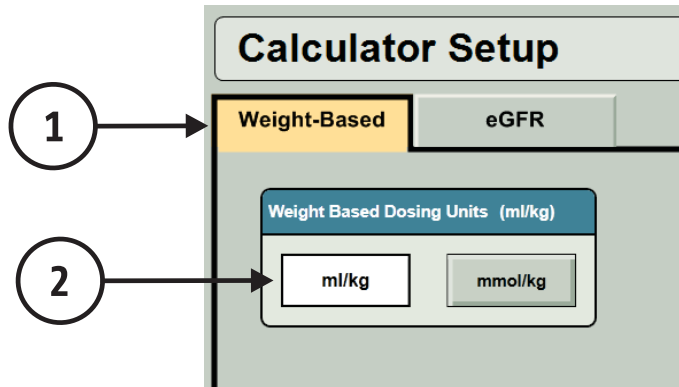 Calculator Setup
1
Weight-Based eGFR
Weight Based Dosing Units (ml/kg)
2
ml/kg mmol/kg